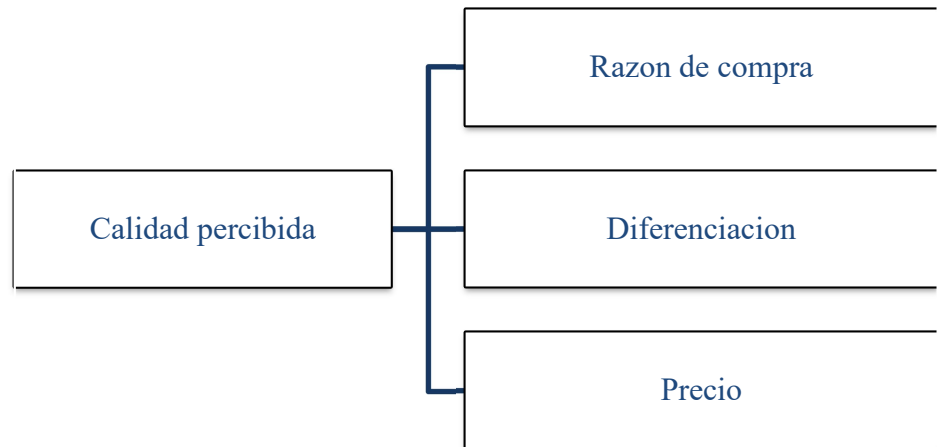 Razon de compra
Calidad percibida
Diferenciacion
Precio